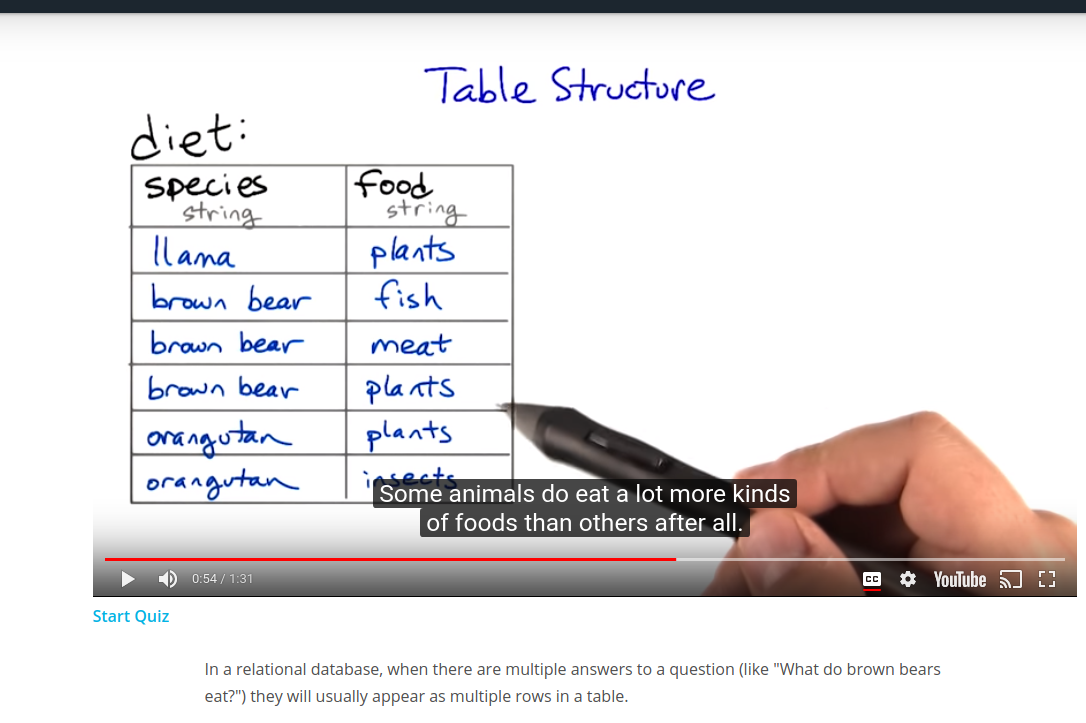 Table Structure
diet:
species food
string string
llama plants
brown bear fish
brown bear meat
brown bear plants
orangutan plants
orangutan insects
Some animals do eat a lot more kinds
of foods than others after all.
0:54 / 1:31
CC
YouTube
Start Quiz
In a relational database, when there are multiple answers to a question (like "What do brown bears
eat?") they will usually appear as multiple rows in a table.